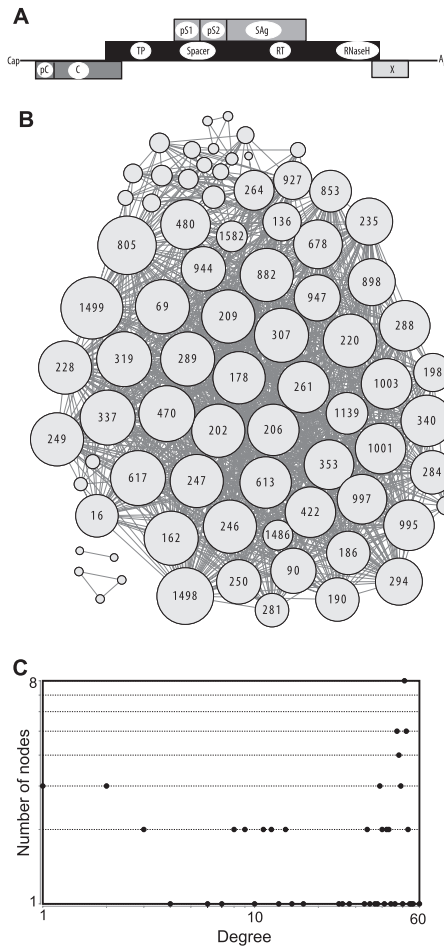 A
pS1 pS2 SAg
TP Spacer RT RNaseH
Cap A
pC C X
B
264 927 853
480 1582 136 235
805 678
944 882 898
1499 69 209 947 288
307 220
228 319 289 178 261 1003 198
337 470 202 206 1139 340
249 1001
617 247 613 353 284
16 422 997
162 246 1486 186 995
1498 250 90 294
281 190
C
8
Number of nodes
1
1 10 60
Degree